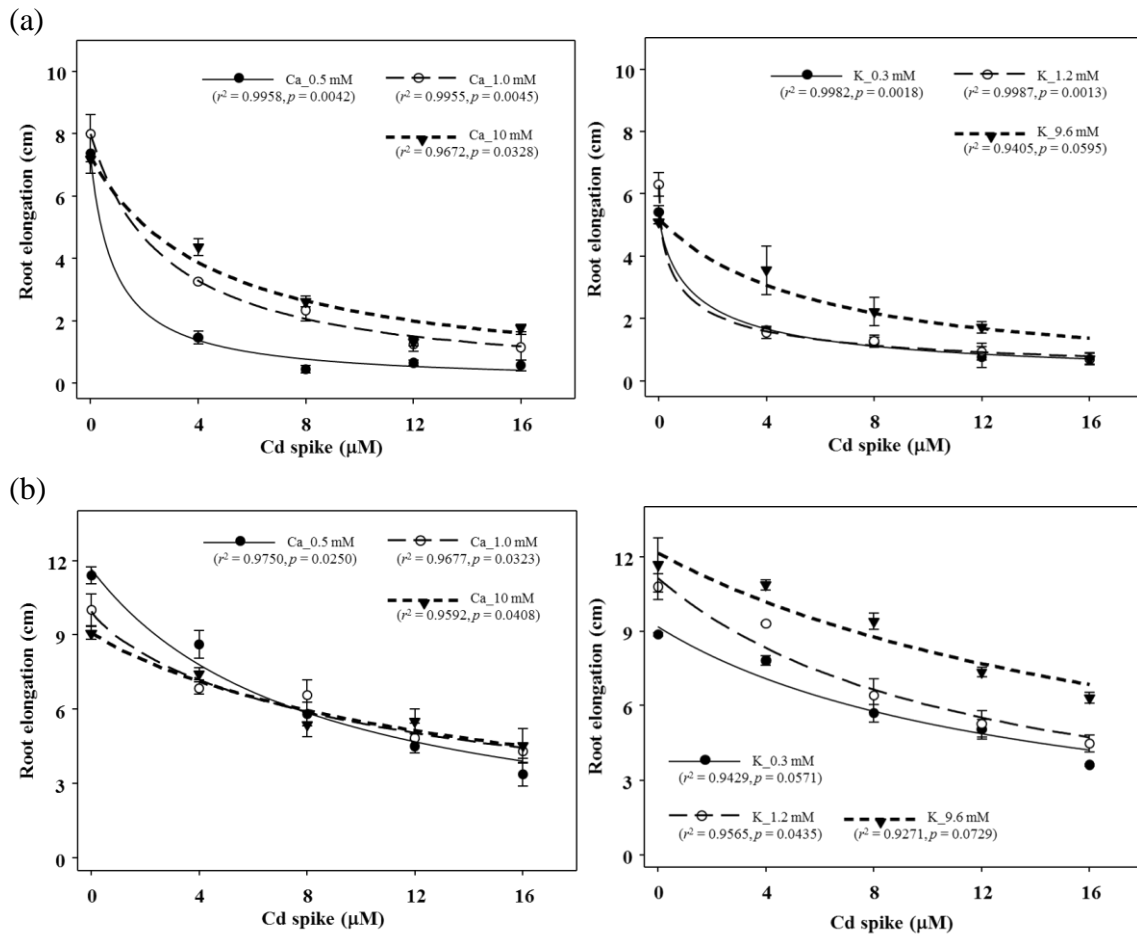 (a)
Root elongation (cm)
10
8
6
4
2
0
Ca_0.5 mM
(r² = 0.9958, p = 0.0042)
Ca_1.0 mM
(r² = 0.9955, p = 0.0045)
Ca_10 mM
(r² = 0.9672, p = 0.0328)
0 4 8 12 16
Cd spike (µM)
Root elongation (cm)
10
8
6
4
2
0
K_0.3 mM
(r² = 0.9982, p = 0.0018)
K_1.2 mM
(r² = 0.9987, p = 0.0013)
K_9.6 mM
(r² = 0.9405, p = 0.0595)
0 4 8 12 16
Cd spike (µM)
(b)
Root elongation (cm)
12
9
6
3
0
Ca_0.5 mM
(r² = 0.9750, p = 0.0250)
Ca_1.0 mM
(r² = 0.9677, p = 0.0323)
Ca_10 mM
(r² = 0.9592, p = 0.0408)
0 4 8 12 16
Cd spike (µM)
Root elongation (cm)
12
9
6
3
0
K_0.3 mM
(r² = 0.9429, p = 0.0571)
K_1.2 mM
(r² = 0.9565, p = 0.0435)
K_9.6 mM
(r² = 0.9271, p = 0.0729)
0 4 8 12 16
Cd spike (µM)